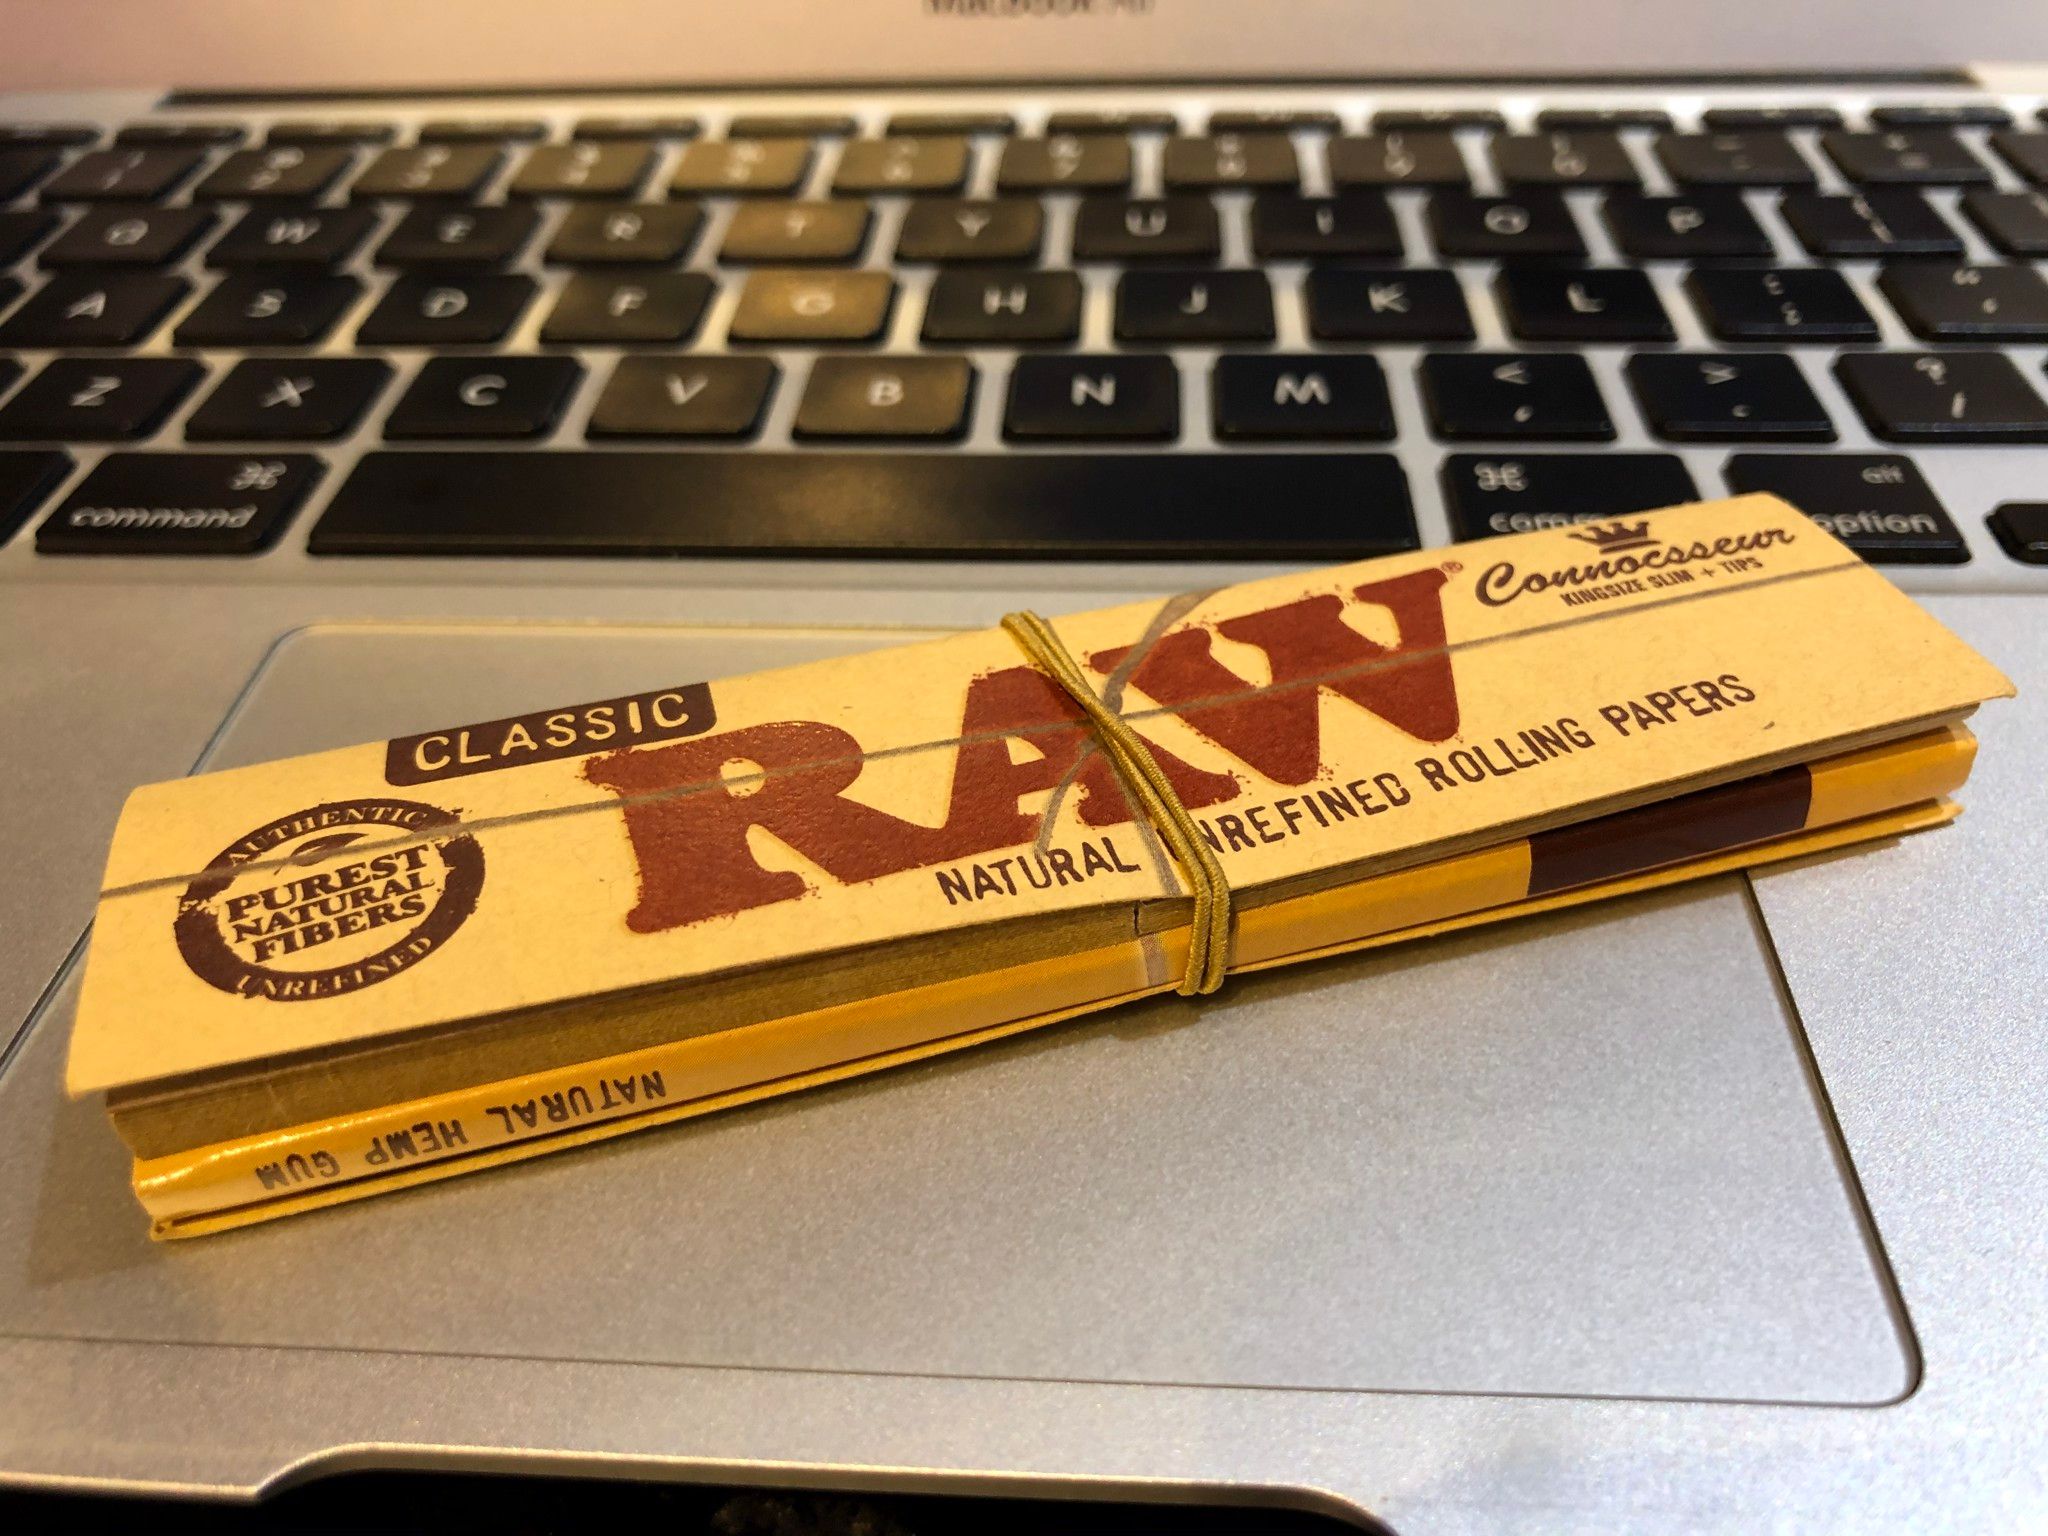 Q W E R T Y U I O P
A S D F G H J K L
Z X C V B N M < ,
> .
?
command
⌘
⌘
alt
option
Connoisseur
KINGSIZE SLIM + TIPS
CLASSIC
RAW®
NATURAL UNREFINED ROLLING PAPERS
AUTHENTIC
PUREST
NATURAL
FIBERS
UNREFINED
NATURAL HEMP GUM